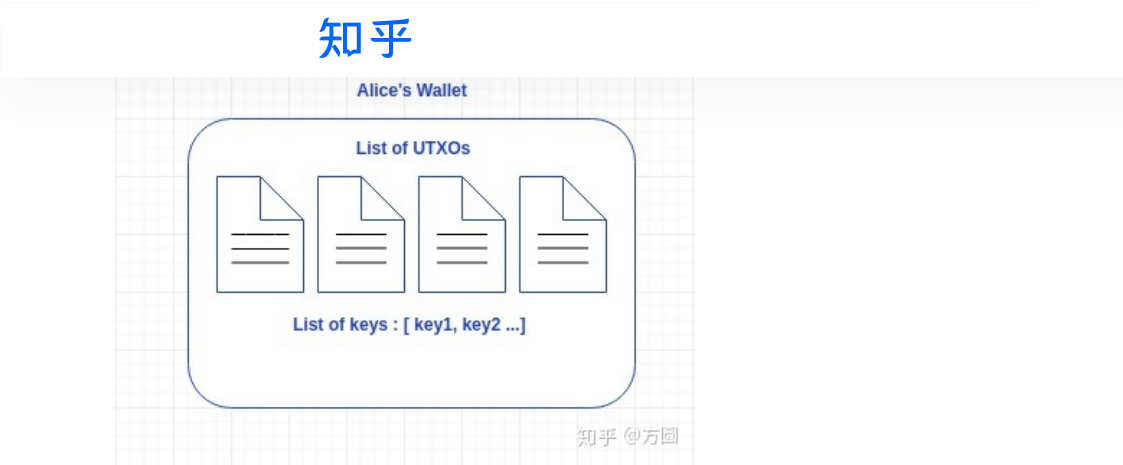 知乎
Alice's Wallet
List of UTXOs
List of keys : [ key1, key2 ...]
知乎 @方圆